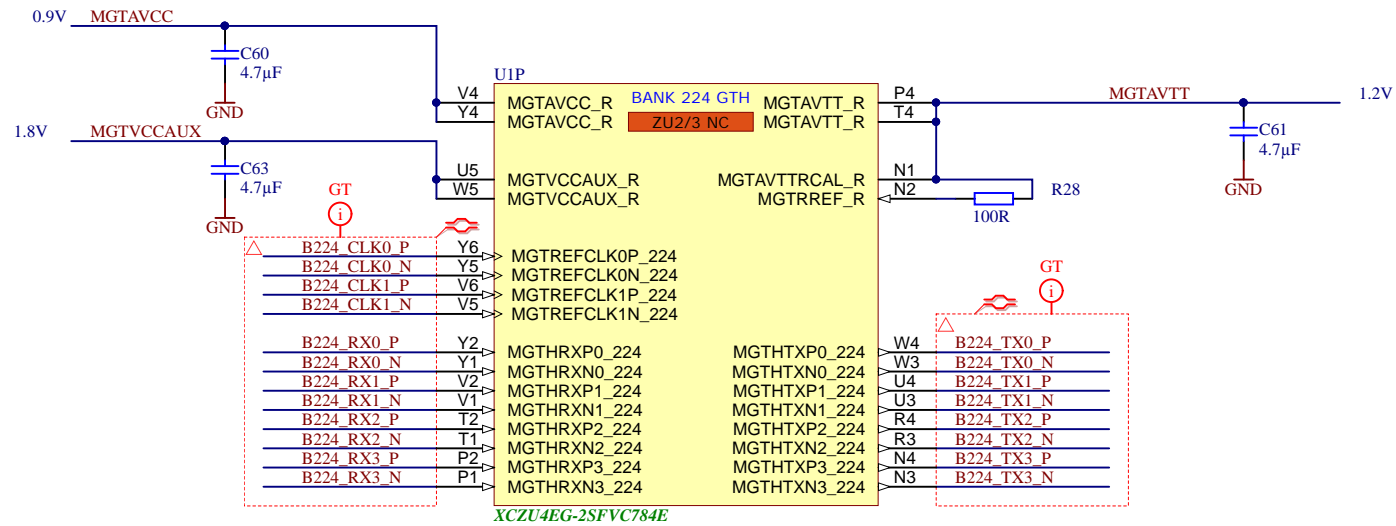 0.9V MGTAVCC
C60
4.7µF
GND
1.8V MGTVCCAUX
C63
4.7µF
GND
U1P
BANK 224 GTH
ZU2/3 NC
V4 MGTAVCC_R MGTAVTT_R P4 MGTAVTT 1.2V
Y4 MGTAVCC_R MGTAVTT_R T4
C61
4.7µF
GND
U5 MGTVCCAUX_R MGTAVTTRCAL_R N1
W5 MGTVCCAUX_R MGTRREF_R N2 R28
100R
GT
i
B224_CLK0_P Y6 MGTREFCLK0P_224
B224_CLK0_N Y5 MGTREFCLK0N_224
B224_CLK1_P V6 MGTREFCLK1P_224
B224_CLK1_N V5 MGTREFCLK1N_224
GT
i
B224_RX0_P Y2 MGTHRXP0_224 MGTHTXP0_224 W4 B224_TX0_P
B224_RX0_N Y1 MGTHRXN0_224 MGTHTXN0_224 W3 B224_TX0_N
B224_RX1_P V2 MGTHRXP1_224 MGTHTXP1_224 U4 B224_TX1_P
B224_RX1_N V1 MGTHRXN1_224 MGTHTXN1_224 U3 B224_TX1_N
B224_RX2_P T2 MGTHRXP2_224 MGTHTXP2_224 R4 B224_TX2_P
B224_RX2_N T1 MGTHRXN2_224 MGTHTXN2_224 R3 B224_TX2_N
B224_RX3_P P2 MGTHRXP3_224 MGTHTXP3_224 N4 B224_TX3_P
B224_RX3_N P1 MGTHRXN3_224 MGTHTXN3_224 N3 B224_TX3_N
XCZU4EG-2SFVC784E